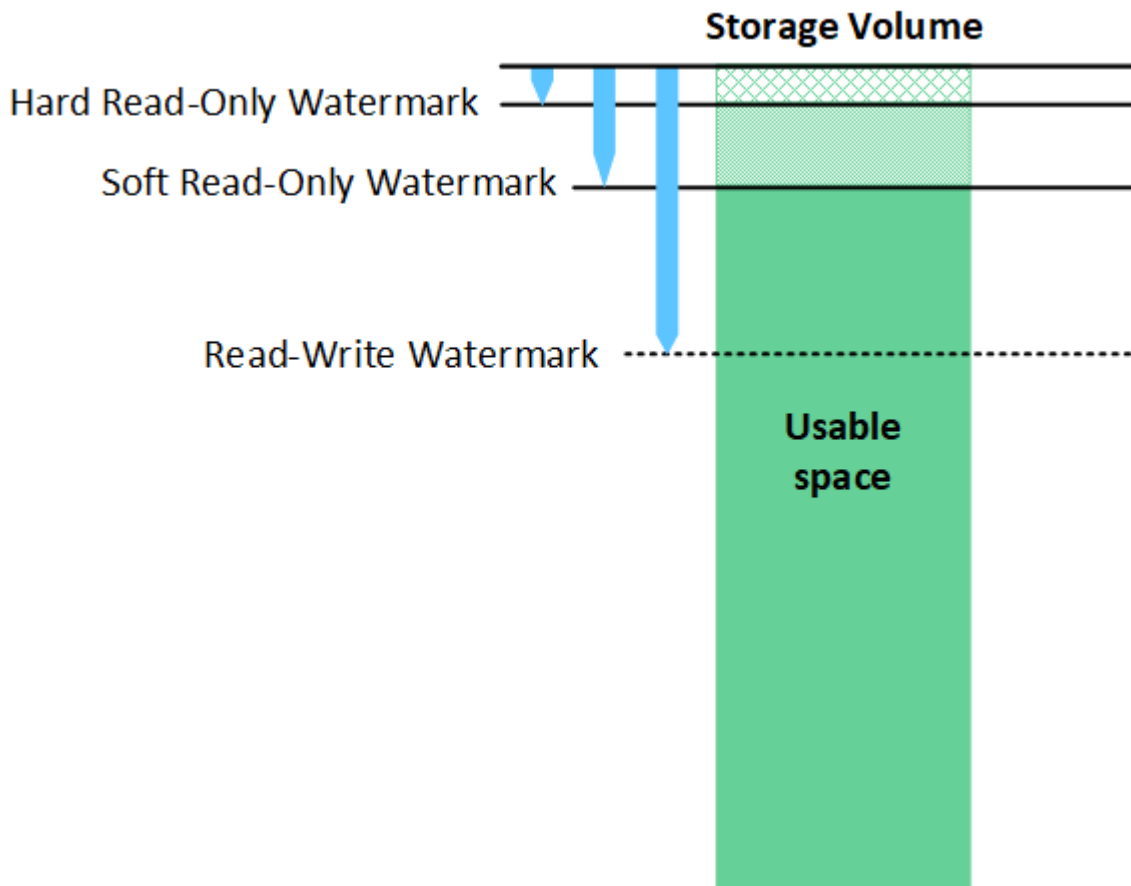 Storage Volume
Hard Read-Only Watermark
Soft Read-Only Watermark
Read-Write Watermark
Usable
space